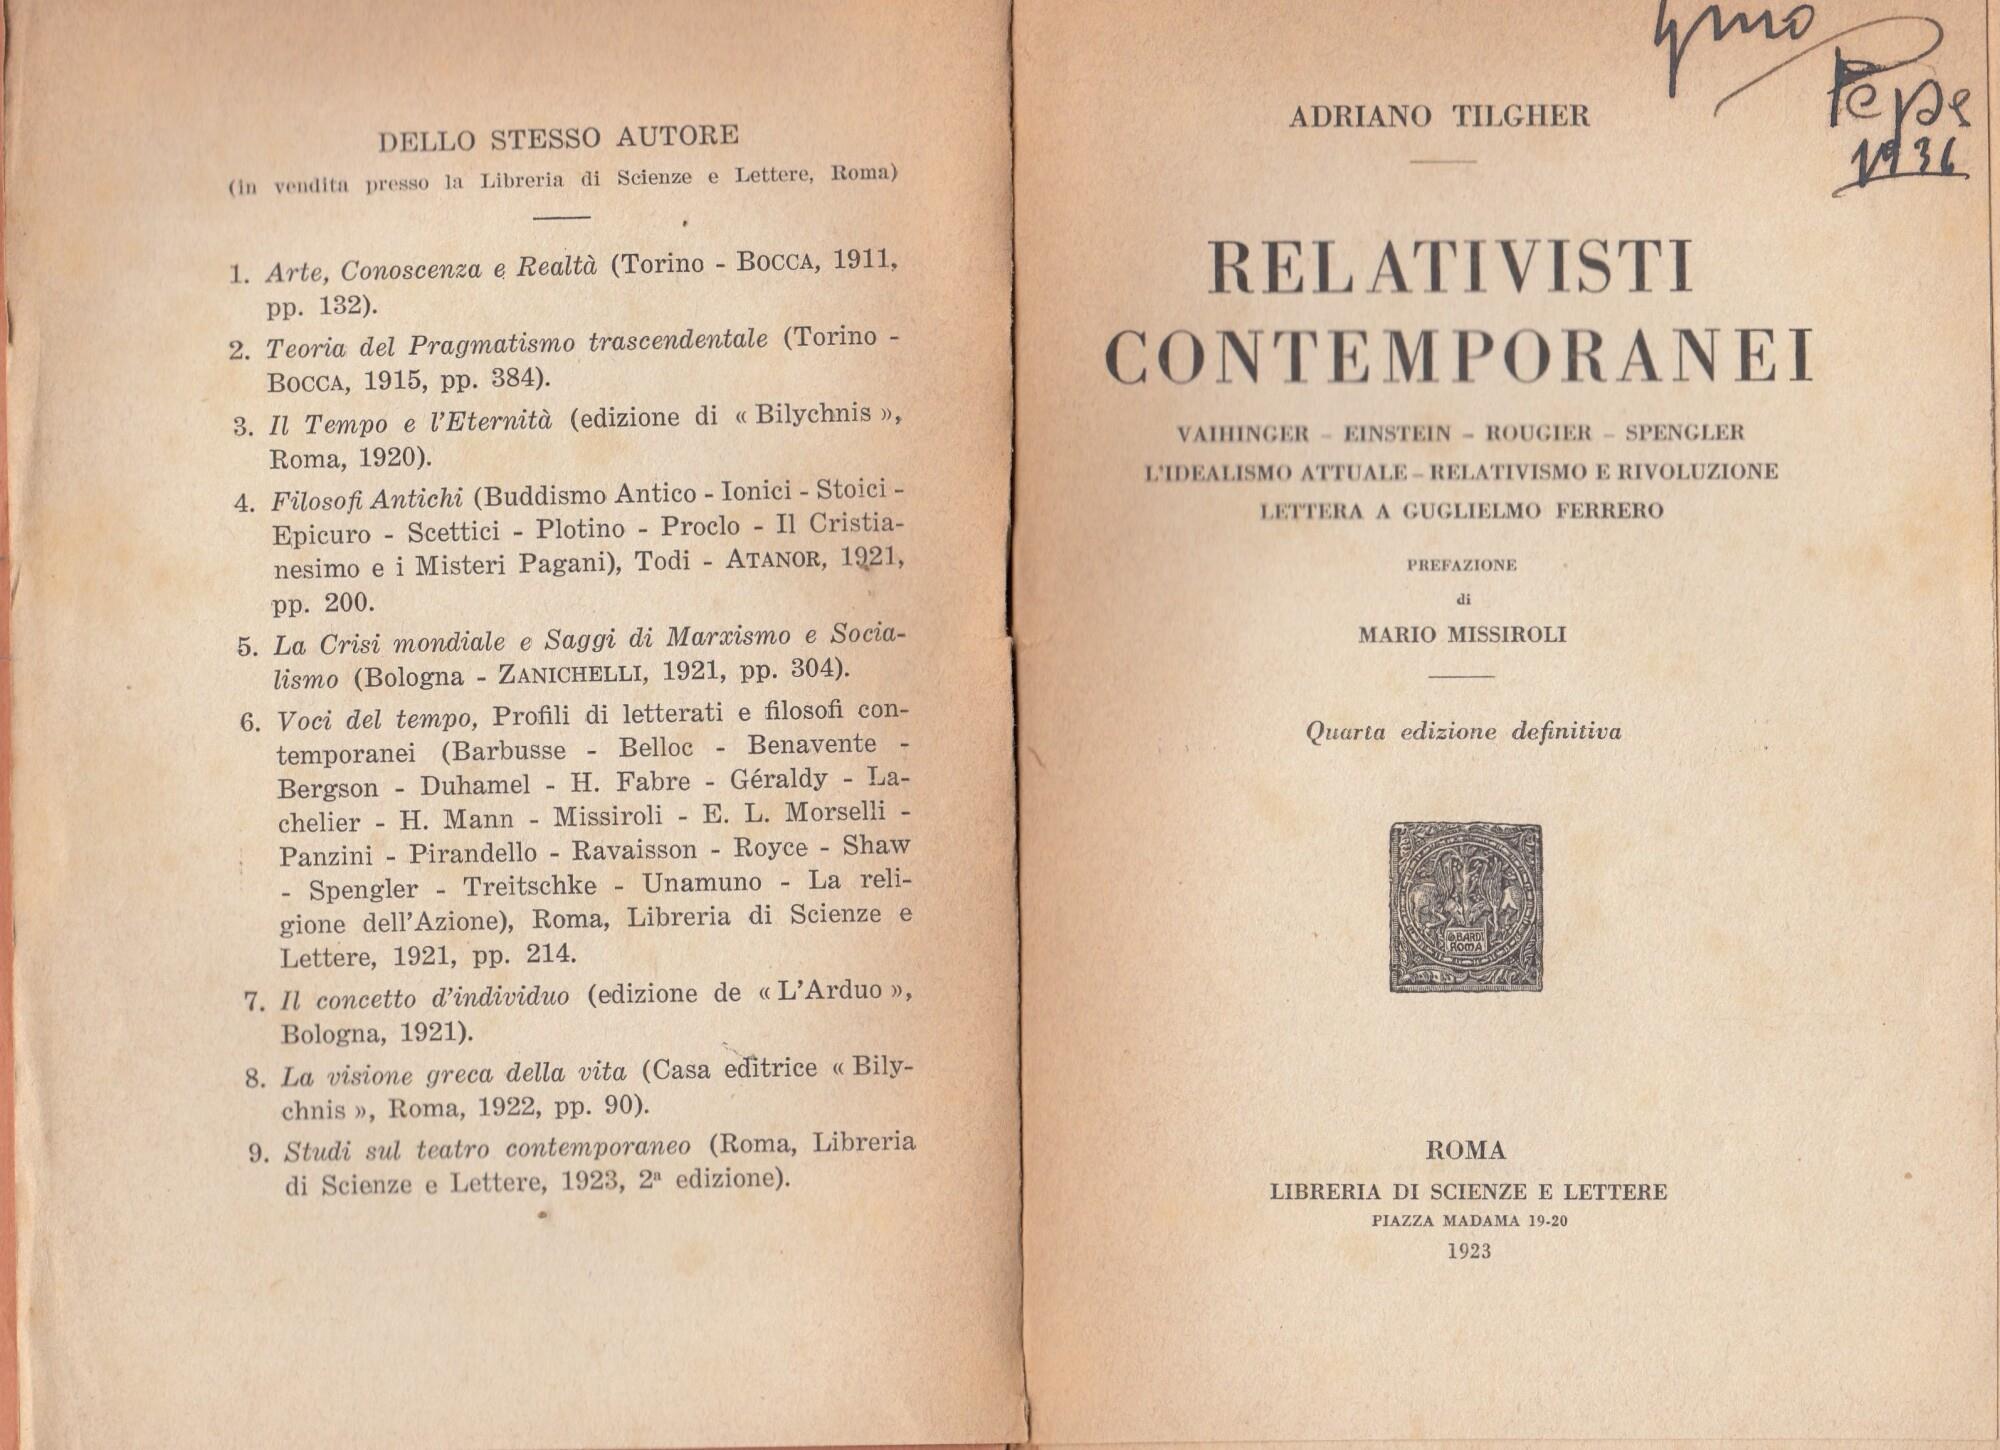 DELLO STESSO AUTORE
(In vendita presso la Libreria di Scienze e Lettere, Roma)
1. Arte, Conoscenza e Realtà (Torino - BOCCA, 1911,
pp. 132).
2. Teoria del Pragmatismo trascendentale (Torino -
BOCCA, 1915, pp. 384).
3. Il Tempo e l'Eternità (edizione di « Bilychnis »,
Roma, 1920).
4. Filosofi Antichi (Buddismo Antico - Ionici - Stoici -
Epicuro - Scettici - Plotino - Proclo - Il Cristia-
nesimo e i Misteri Pagani), Todi - ATANOR, 1921,
pp. 200.
5. La Crisi mondiale e Saggi di Marxismo e Socia-
lismo (Bologna - ZANICHELLI, 1921, pp. 304).
6. Voci del tempo, Profili di letterati e filosofi con-
temporanei (Barbusse - Belloc - Benavente -
Bergson - Duhamel - H. Fabre - Géraldy - La-
chelier - H. Mann - Missiroli - E. L. Morselli -
Panzini - Pirandello - Ravaisson - Royce - Shaw
- Spengler - Treitschke - Unamuno - La reli-
gione dell'Azione), Roma, Libreria di Scienze e
Lettere, 1921, pp. 214.
7. Il concetto d'individuo (edizione de « L'Arduo »,
Bologna, 1921).
8. La visione greca della vita (Casa editrice « Bily-
chnis », Roma, 1922, pp. 90).
9. Studi sul teatro contemporaneo (Roma, Libreria
di Scienze e Lettere, 1923, 2ª edizione).
Gino
Pepe
1936
ADRIANO TILGHER
RELATIVISTI
CONTEMPORANEI
VAIHINGER - EINSTEIN - ROUGIER - SPENGLER
L'IDEALISMO ATTUALE - RELATIVISMO E RIVOLUZIONE
LETTERA A GUGLIELMO FERRERO
PREFAZIONE
di
MARIO MISSIROLI
Quarta edizione definitiva
G BARDI
ROMA
ROMA
LIBRERIA DI SCIENZE E LETTERE
PIAZZA MADAMA 19-20
1923